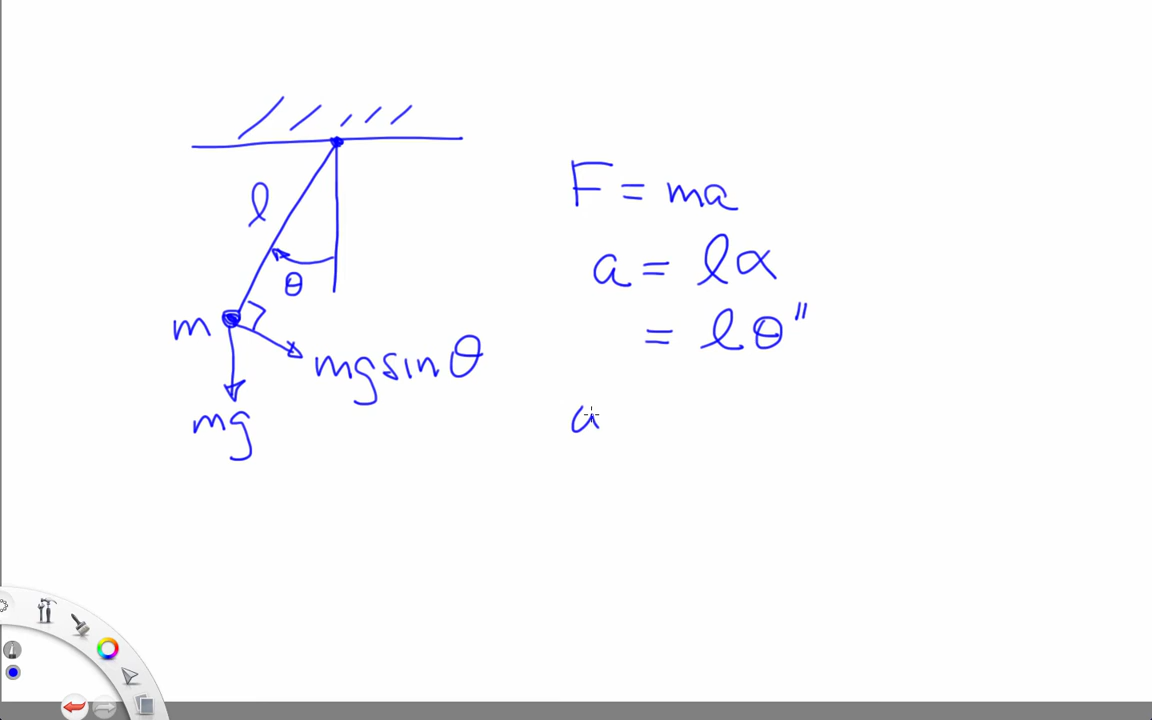 l
θ
m
mg sin θ
mg
F = ma
a = lα
= lθ''
a